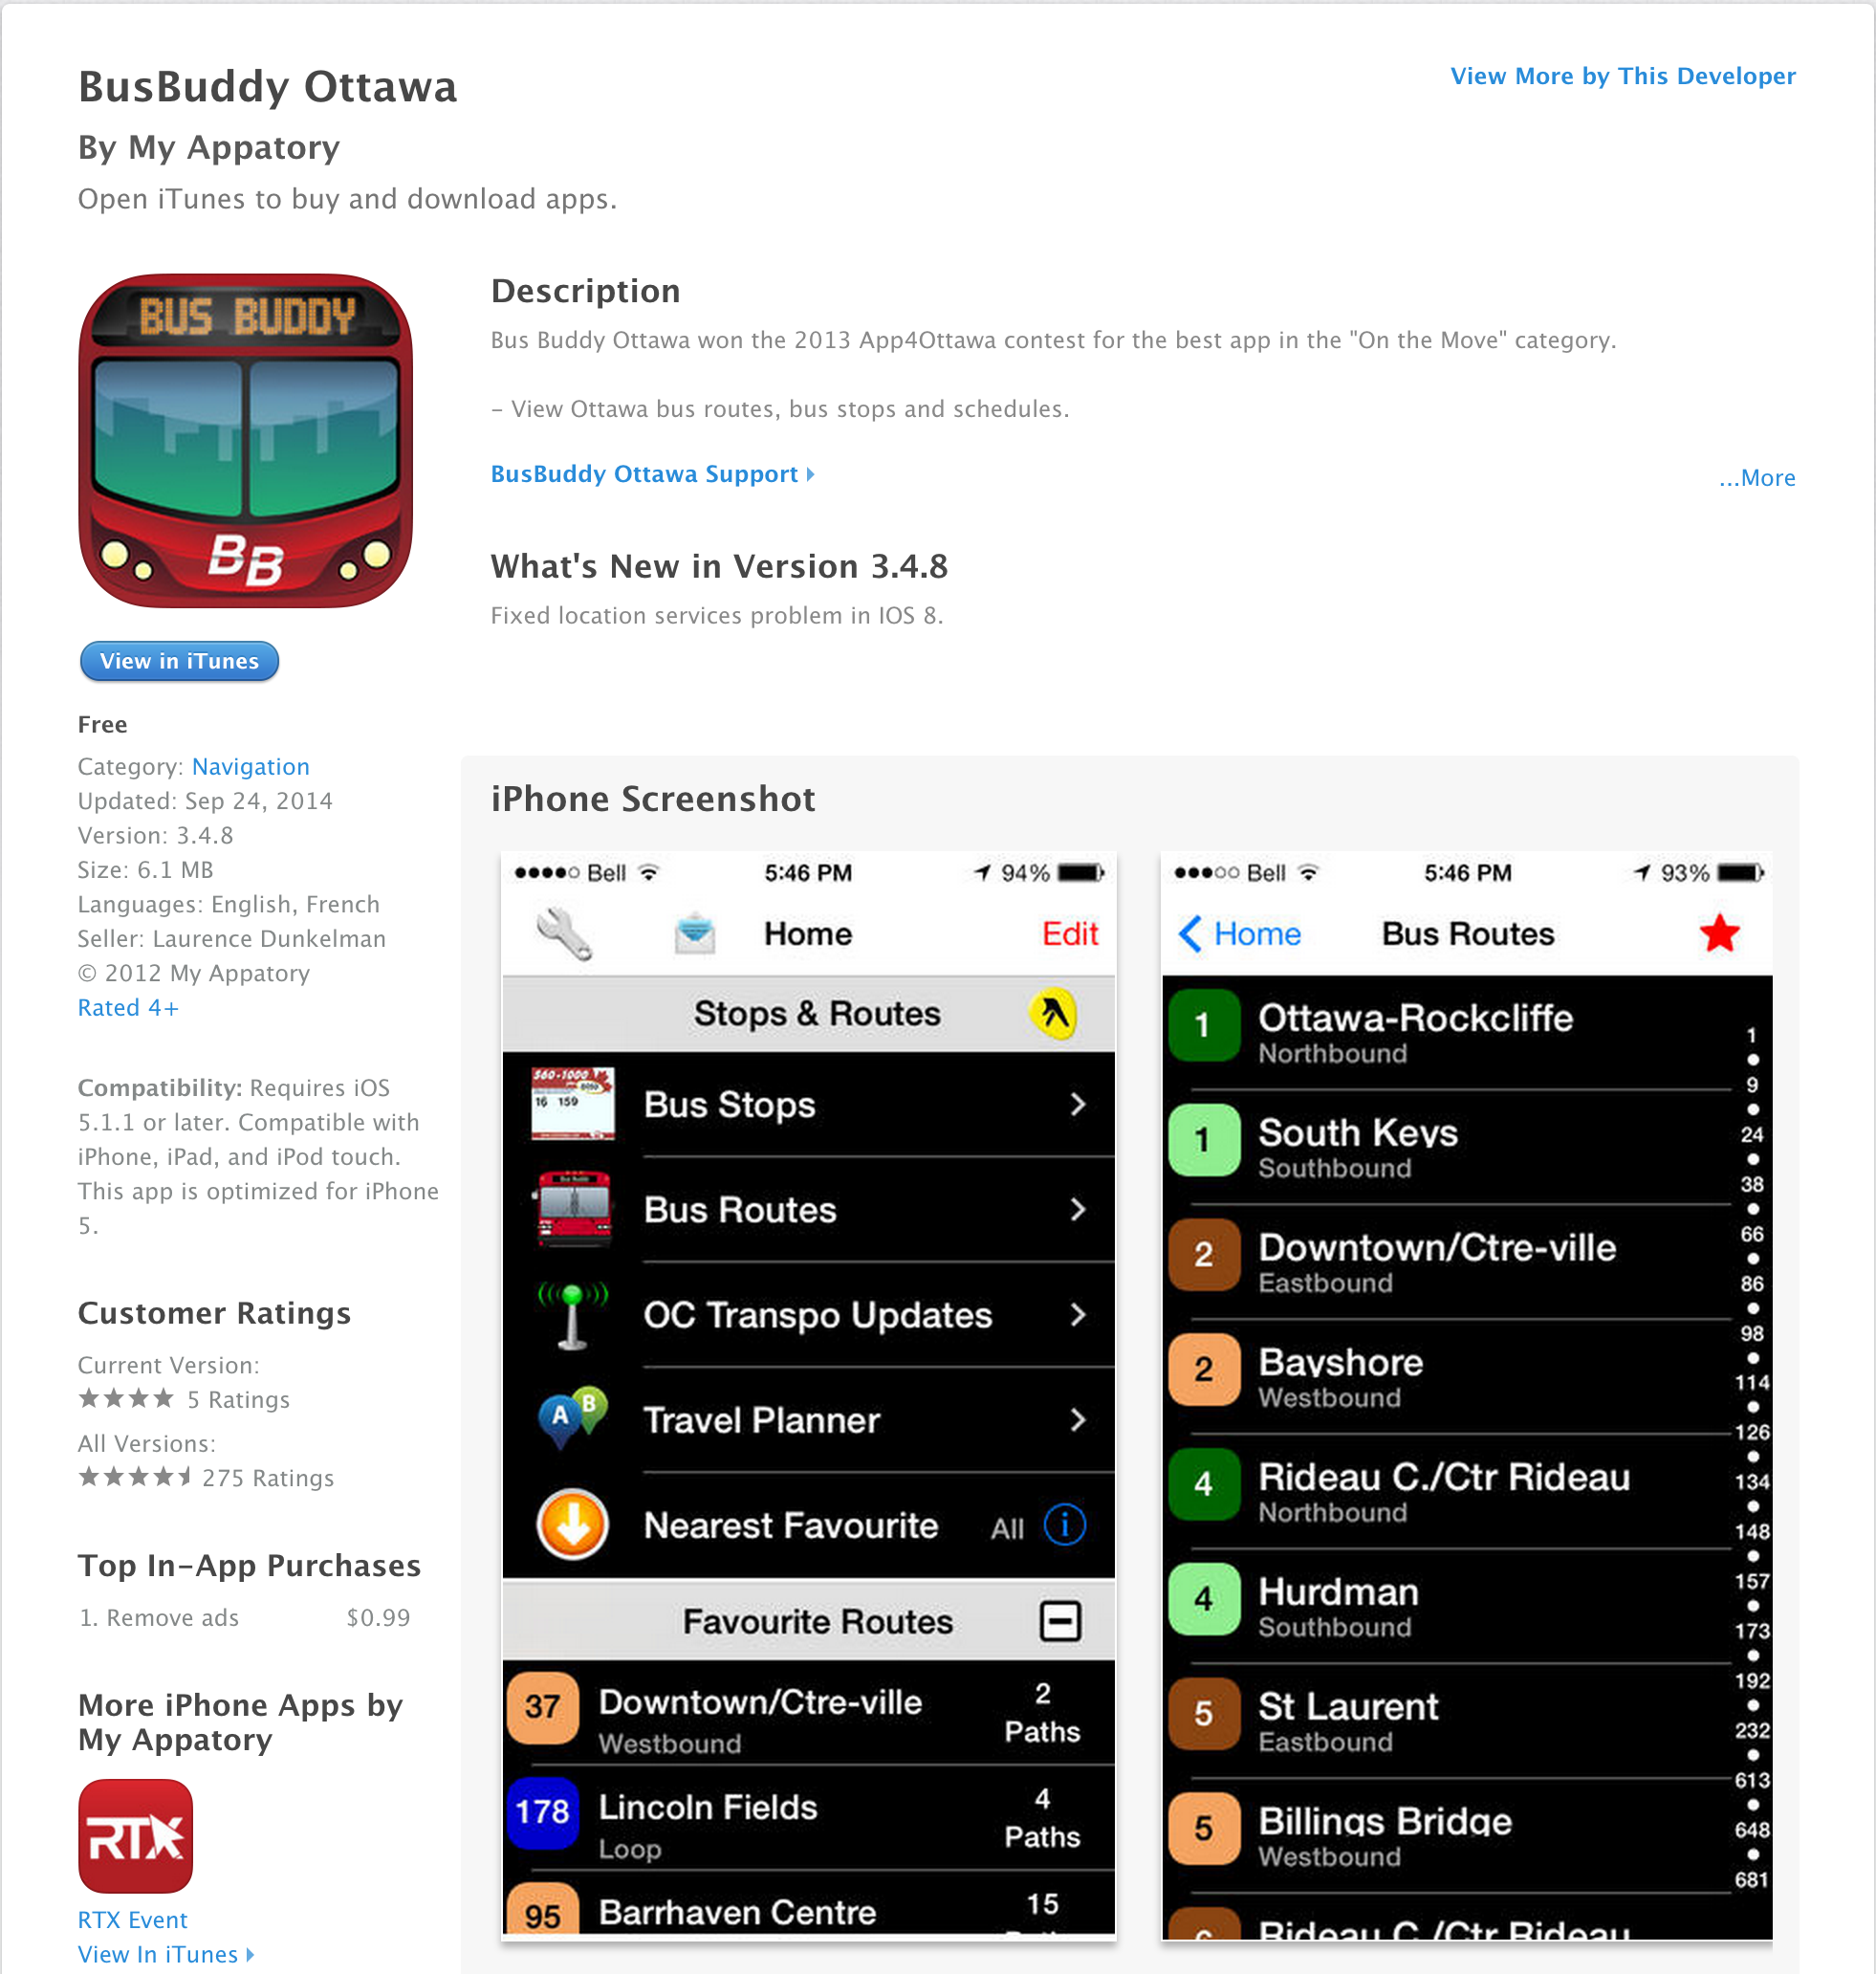 BusBuddy Ottawa
View More by This Developer
By My Appatory
Open iTunes to buy and download apps.
BUS BUDDY
BB
View in iTunes
Free
Category: Navigation
Updated: Sep 24, 2014
Version: 3.4.8
Size: 6.1 MB
Languages: English, French
Seller: Laurence Dunkelman
© 2012 My Appatory
Rated 4+
Compatibility: Requires iOS
5.1.1 or later. Compatible with
iPhone, iPad, and iPod touch.
This app is optimized for iPhone
5.
Customer Ratings
Current Version:
★★★★ 5 Ratings
All Versions:
275 Ratings
Top In-App Purchases
1. Remove ads $0.99
More iPhone Apps by
My Appatory
RTX
RTX Event
View In iTunes
Description
Bus Buddy Ottawa won the 2013 App4Ottawa contest for the best app in the "On the Move" category.
- View Ottawa bus routes, bus stops and schedules.
BusBuddy Ottawa Support
...More
What's New in Version 3.4.8
Fixed location services problem in IOS 8.
iPhone Screenshot
Bell 5:46 PM 94%
Home Edit
Stops & Routes
560-1000
16 159
Bus Stops
Bus Routes
OC Transpo Updates
A B
Travel Planner
Nearest Favourite All i
Favourite Routes
37 Downtown/Ctre-ville 2
Westbound Paths
178 Lincoln Fields 4
Loop Paths
95 Barrhaven Centre 15
Bell 5:46 PM 93%
Home Bus Routes
1 Ottawa-Rockcliffe
Northbound
1 South Keys
Southbound
2 Downtown/Ctre-ville
Eastbound
2 Bayshore
Westbound
4 Rideau C./Ctr Rideau
Northbound
4 Hurdman
Southbound
5 St Laurent
Eastbound
5 Billings Bridge
Westbound
6 Rideau C./Ctr Rideau
1
9
24
38
66
86
98
114
126
134
148
157
173
192
232
613
648
681